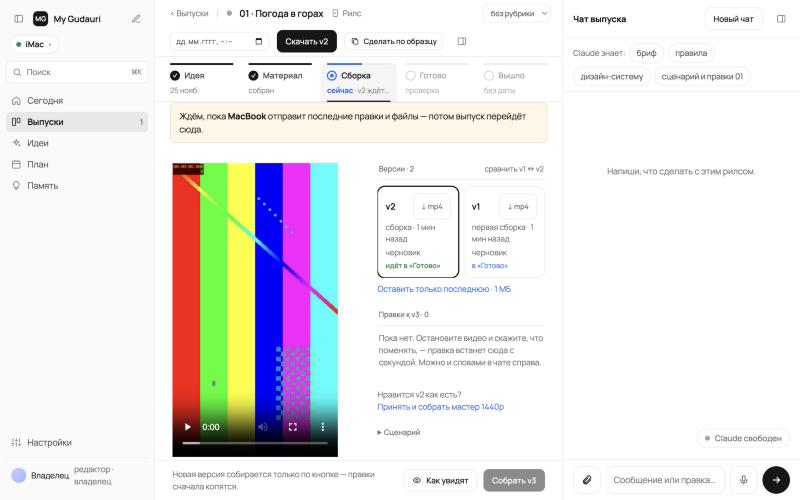 MG My Gudauri
iMac
Поиск ⌘K
Сегодня
Выпуски 1
Идеи
План
Память
Настройки
Владелец редактор · владелец
‹ Выпуски / 01 · Погода в горах Рилс без рубрики
дд.мм.гггг, --:-- Скачать v2 Сделать по образцу
Идея
25 нояб.
Материал
собран
Сборка
сейчас · v2 ждёт...
Готово
проверка
Вышло
без даты
Ждём, пока MacBook отправит последние правки и файлы — потом выпуск перейдёт
сюда.
0:00
Версии · 2 сравнить v1 ↔ v2
v2 ↓ mp4
сборка · 1 мин
назад
черновик
идёт в «Готово»
v1 ↓ mp4
первая сборка · 1
мин назад
черновик
в «Готово»
Оставить только последнюю · 1 МБ
Правки к v3 · 0
Пока нет. Остановите видео и скажите, что
поменять, — правка встанет сюда с
секундой. Можно и словами в чате справа.
Нравится v2 как есть?
Принять и собрать мастер 1440p
Сценарий
Новая версия собирается только по кнопке — правки
сначала копятся.
Как увидят
Собрать v3
Чат выпуска Новый чат
Claude знает: бриф правила
дизайн-систему сценарий и правки 01
Напиши, что сделать с этим рилсом.
Claude свободен
Сообщение или правка...